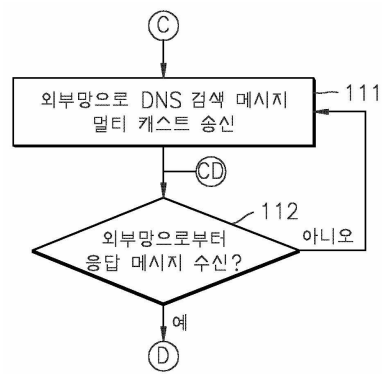 C
외부망으로 DNS 검색 메시지
멀티 캐스트 송신
111
CD
112
외부망으로부터
응답 메시지 수신?
아니오
예
D